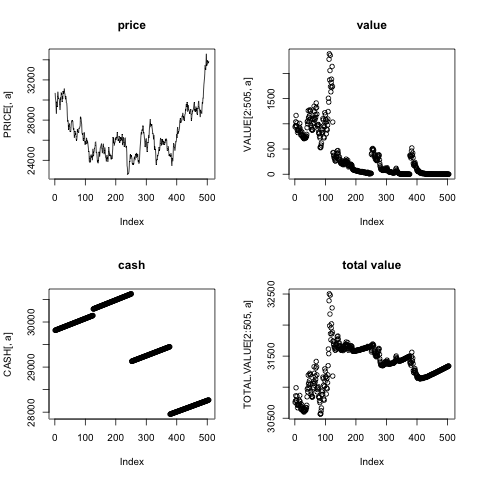 price
PRICE[, a]
24000 28000 32000
0 100 200 300 400 500
Index
value
VALUE[2:505, a]
0 500 1500
0 100 200 300 400 500
Index
cash
CASH[, a]
28000 29000 30000
0 100 200 300 400 500
Index
total value
TOTAL.VALUE[2:505, a]
30500 31500 32500
0 100 200 300 400 500
Index